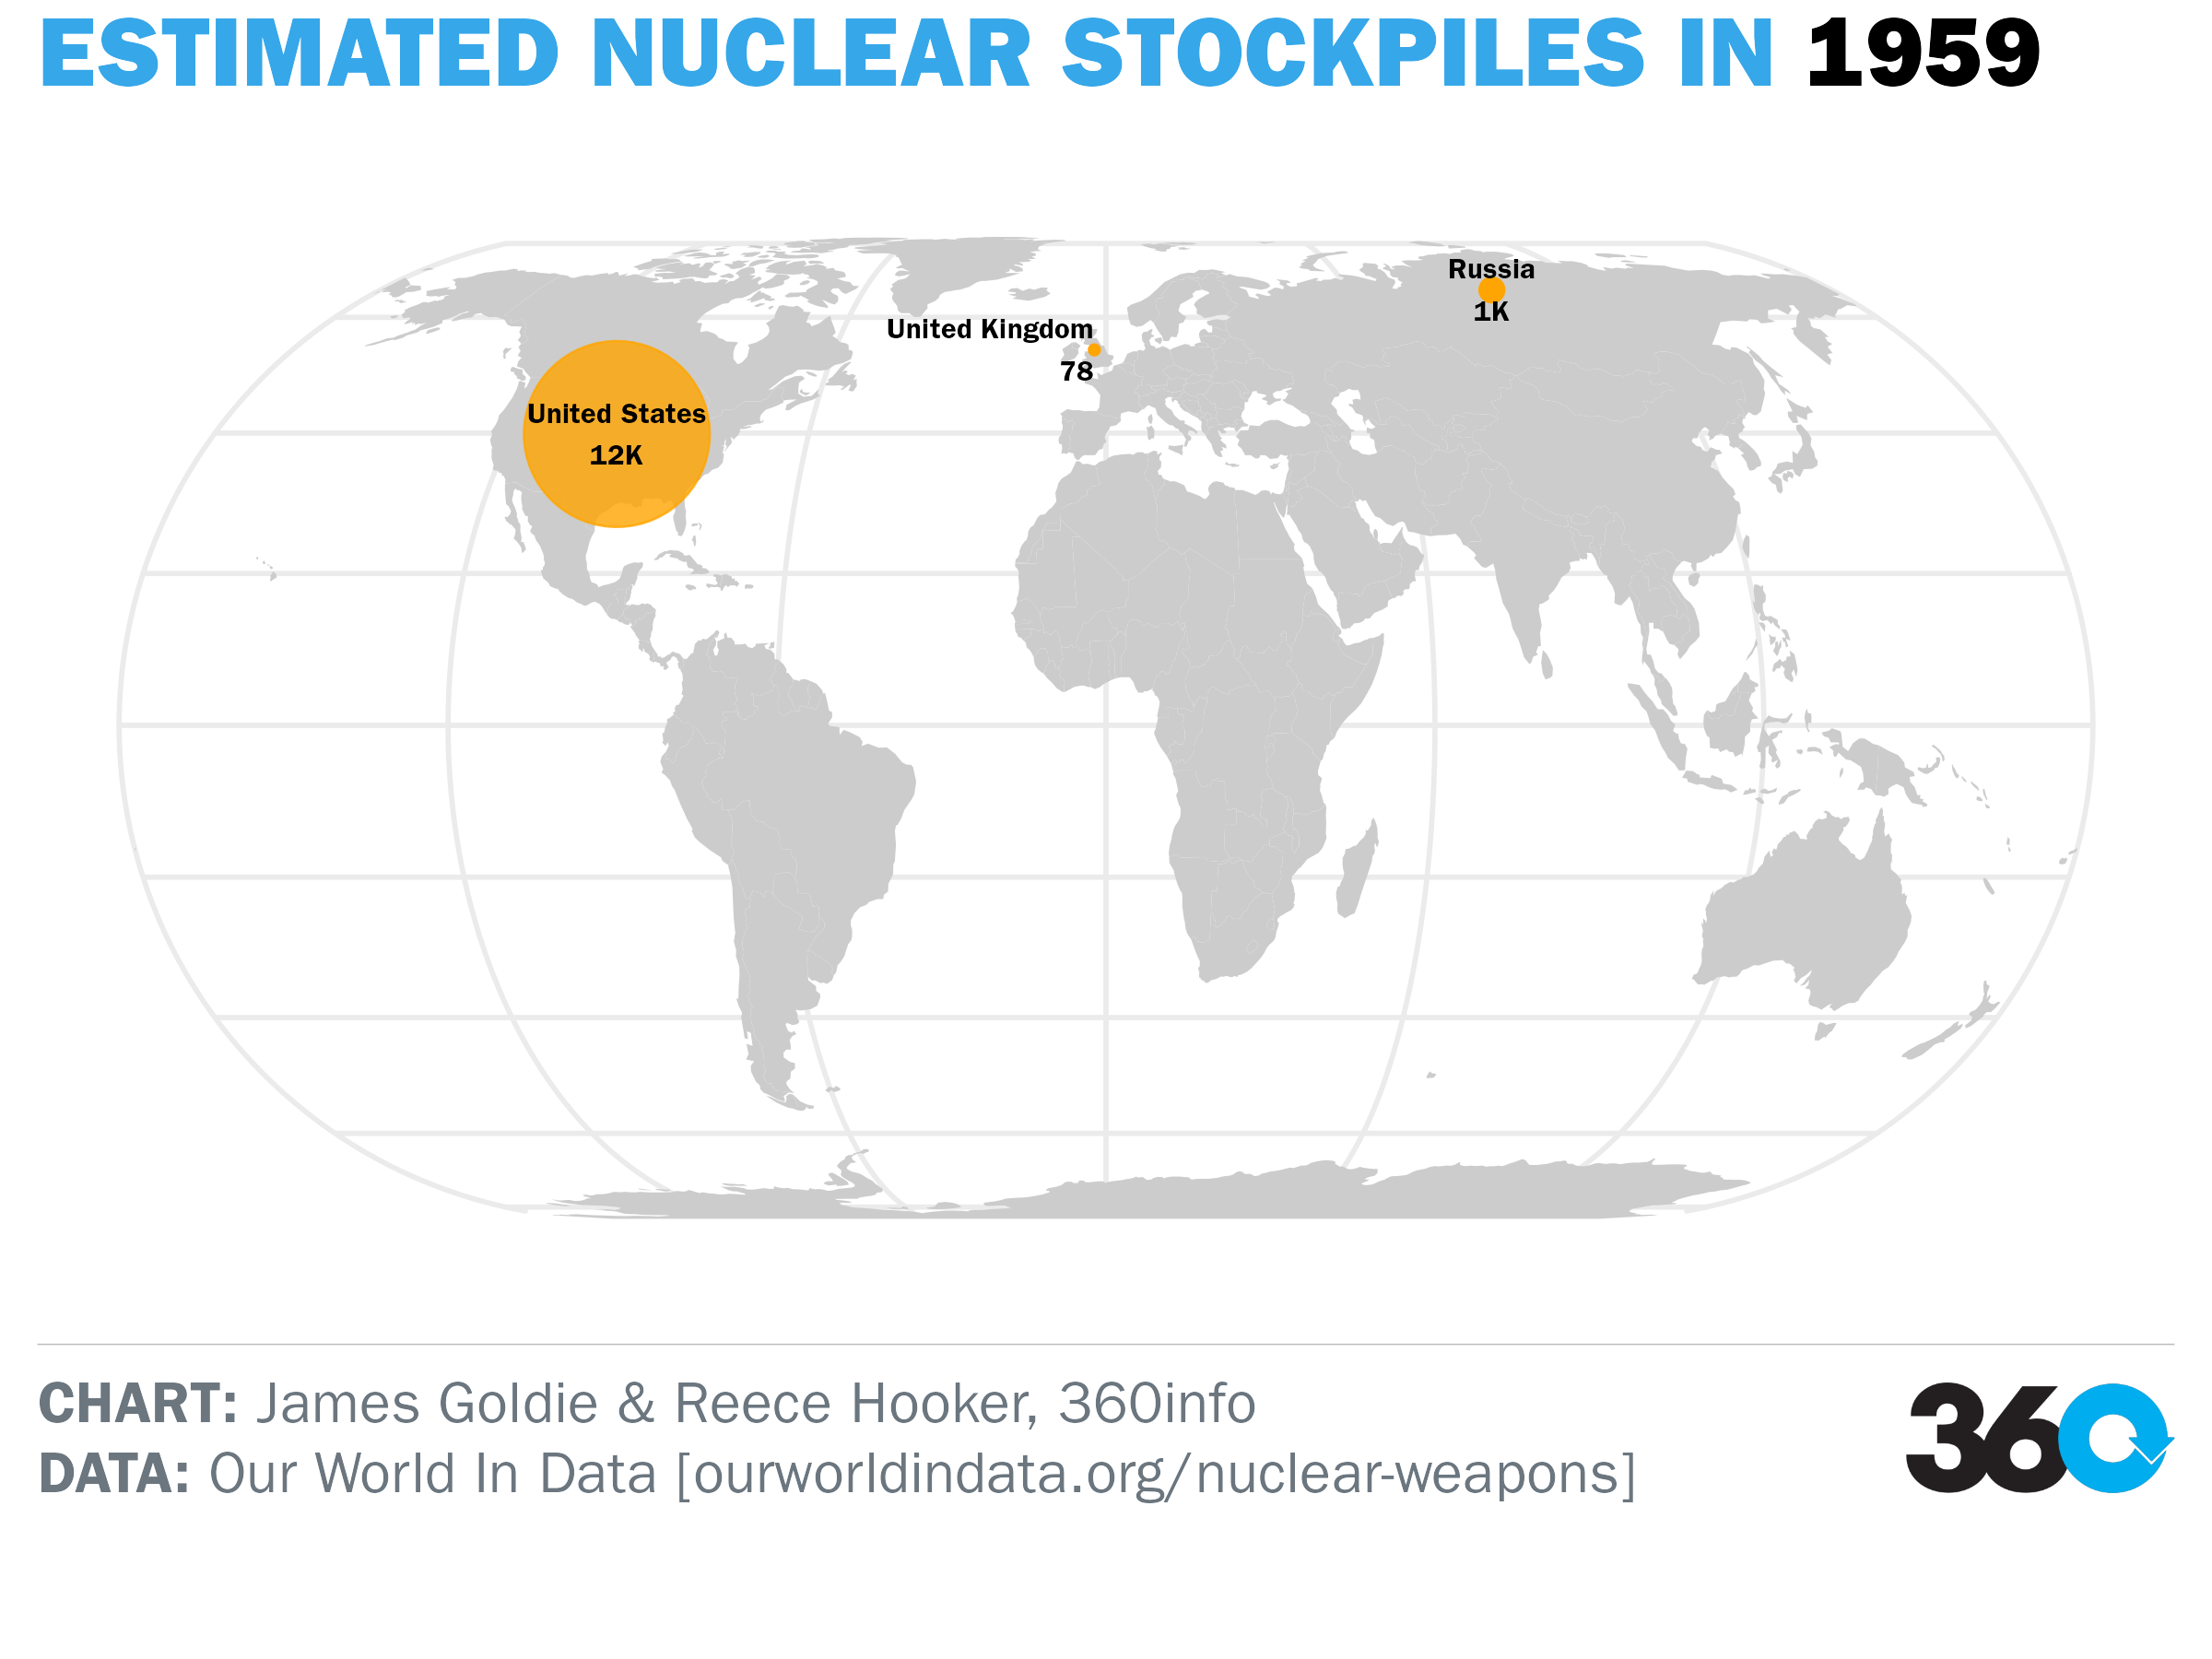 ESTIMATED NUCLEAR STOCKPILES IN 1959
Russia
1K
United Kingdom
78
United States
12K
CHART: James Goldie & Reece Hooker, 360info
DATA: Our World In Data [ourworldindata.org/nuclear-weapons]
360